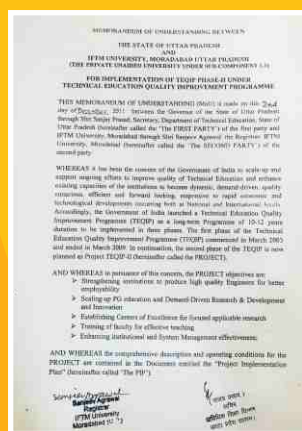 MEMORANDUM OF UNDERSTANDING BETWEEN
THE STATE OF UTTAR PRADESH
AND
IFTM UNIVERSITY, MORADABAD UTTAR PRADESH
(THE PRIVATE UNAIDED UNIVERSITY UNDER SUB-COMPONENT 1.1)
FOR IMPLEMENTATION OF TEQIP PHASE-II UNDER
TECHNICAL EDUCATION QUALITY IMPROVEMENT PROGRAMME
THIS MEMORANDUM OF UNDERSTANDING (MoU) is made on this 2nd
day of December, 2011 between the Governor of the State of Uttar Pradesh
through Shri Sanjay Prasad, Secretary, Department of Technical Education, State of
Uttar Pradesh (hereinafter called the "The FIRST PARTY") of the first party and
IFTM University, Moradabad through Shri Sanjeev Agrawal the Registrar IFTM
University, Moradabad (hereinafter called the "The SECOND PARTY") of the
second party
WHEREAS it has been the concern of the Government of India to scale-up and
support ongoing efforts to improve quality of Technical Education and enhance
existing capacities of the institutions to become dynamic, demand-driven, quality
conscious, efficient and forward looking, responsive to rapid economic and
technological developments occurring both at National and International levels.
Accordingly, the Government of India launched a Technical Education Quality
Improvement Programme (TEQIP) as a long-term Programme of 10-12 years
duration to be implemented in three phases. The first phase of the Technical
Education Quality Improvement Programme (TEQIP) commenced in March 2003
and ended in March 2009. In continuation, the second phase of the TEQIP is now
planned as Project TEQIP-II (hereinafter called the PROJECT).
AND WHEREAS in pursuance of this concern, the PROJECT objectives are:
➢ Strengthening institutions to produce high quality Engineers for better
employability
➢ Scaling-up PG education and Demand-Driven Research & Development
and Innovation
➢ Establishing Centers of Excellence for focused applicable research
➢ Training of faculty for effective teaching
➢ Enhancing institutional and System Management effectiveness;
AND WHEREAS the comprehensive description and operating conditions for the
PROJECT are contained in the Document entitled the "Project Implementation
Plan" (hereinafter called "The PIP")
Sanjeev Agrawal
Registrar
IFTM University
Moradabad
सचिव
प्राविधिक शिक्षा विभाग